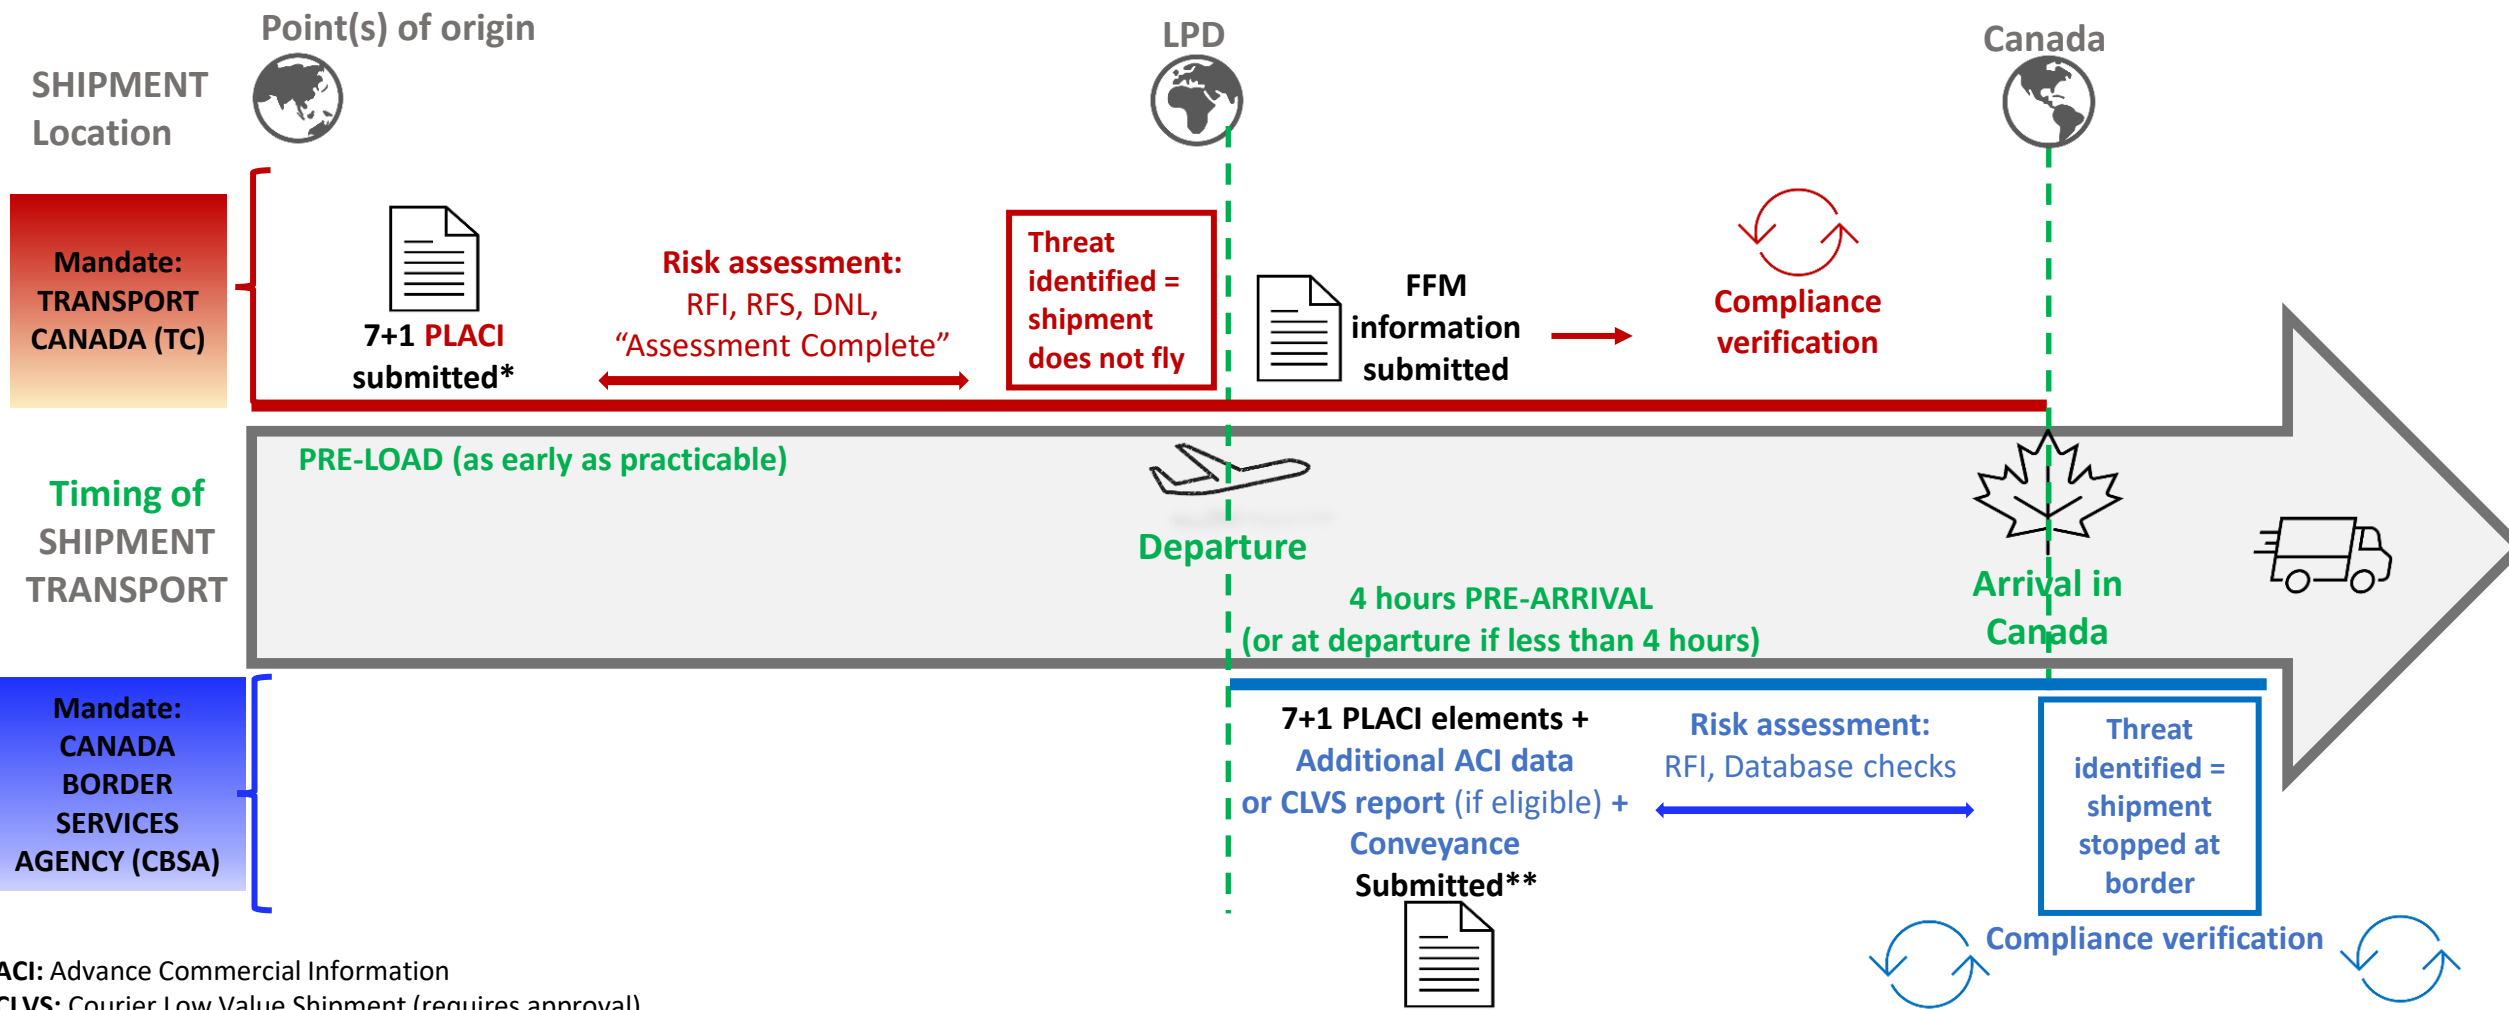 Point(s) of origin
LPD
Canada
SHIPMENT
Location
Mandate:
TRANSPORT
CANADA (TC)
7+1 PLACI
submitted*
Risk assessment:
RFI, RFS, DNL,
“Assessment Complete”
Threat
identified =
shipment
does not fly
FFM
information
submitted
Compliance
verification
PRE-LOAD (as early as practicable)
Timing of
SHIPMENT
TRANSPORT
Departure
4 hours PRE-ARRIVAL
(or at departure if less than 4 hours)
Arrival in
Canada
Mandate:
CANADA
BORDER
SERVICES
AGENCY (CBSA)
7+1 PLACI elements +
Additional ACI data
or CLVS report (if eligible) +
Conveyance
Submitted**
Risk assessment:
RFI, Database checks
Threat
identified =
shipment
stopped at
border
Compliance verification
ACI: Advance Commercial Information
CLVS: Courier Low Value Shipment (requires approval)